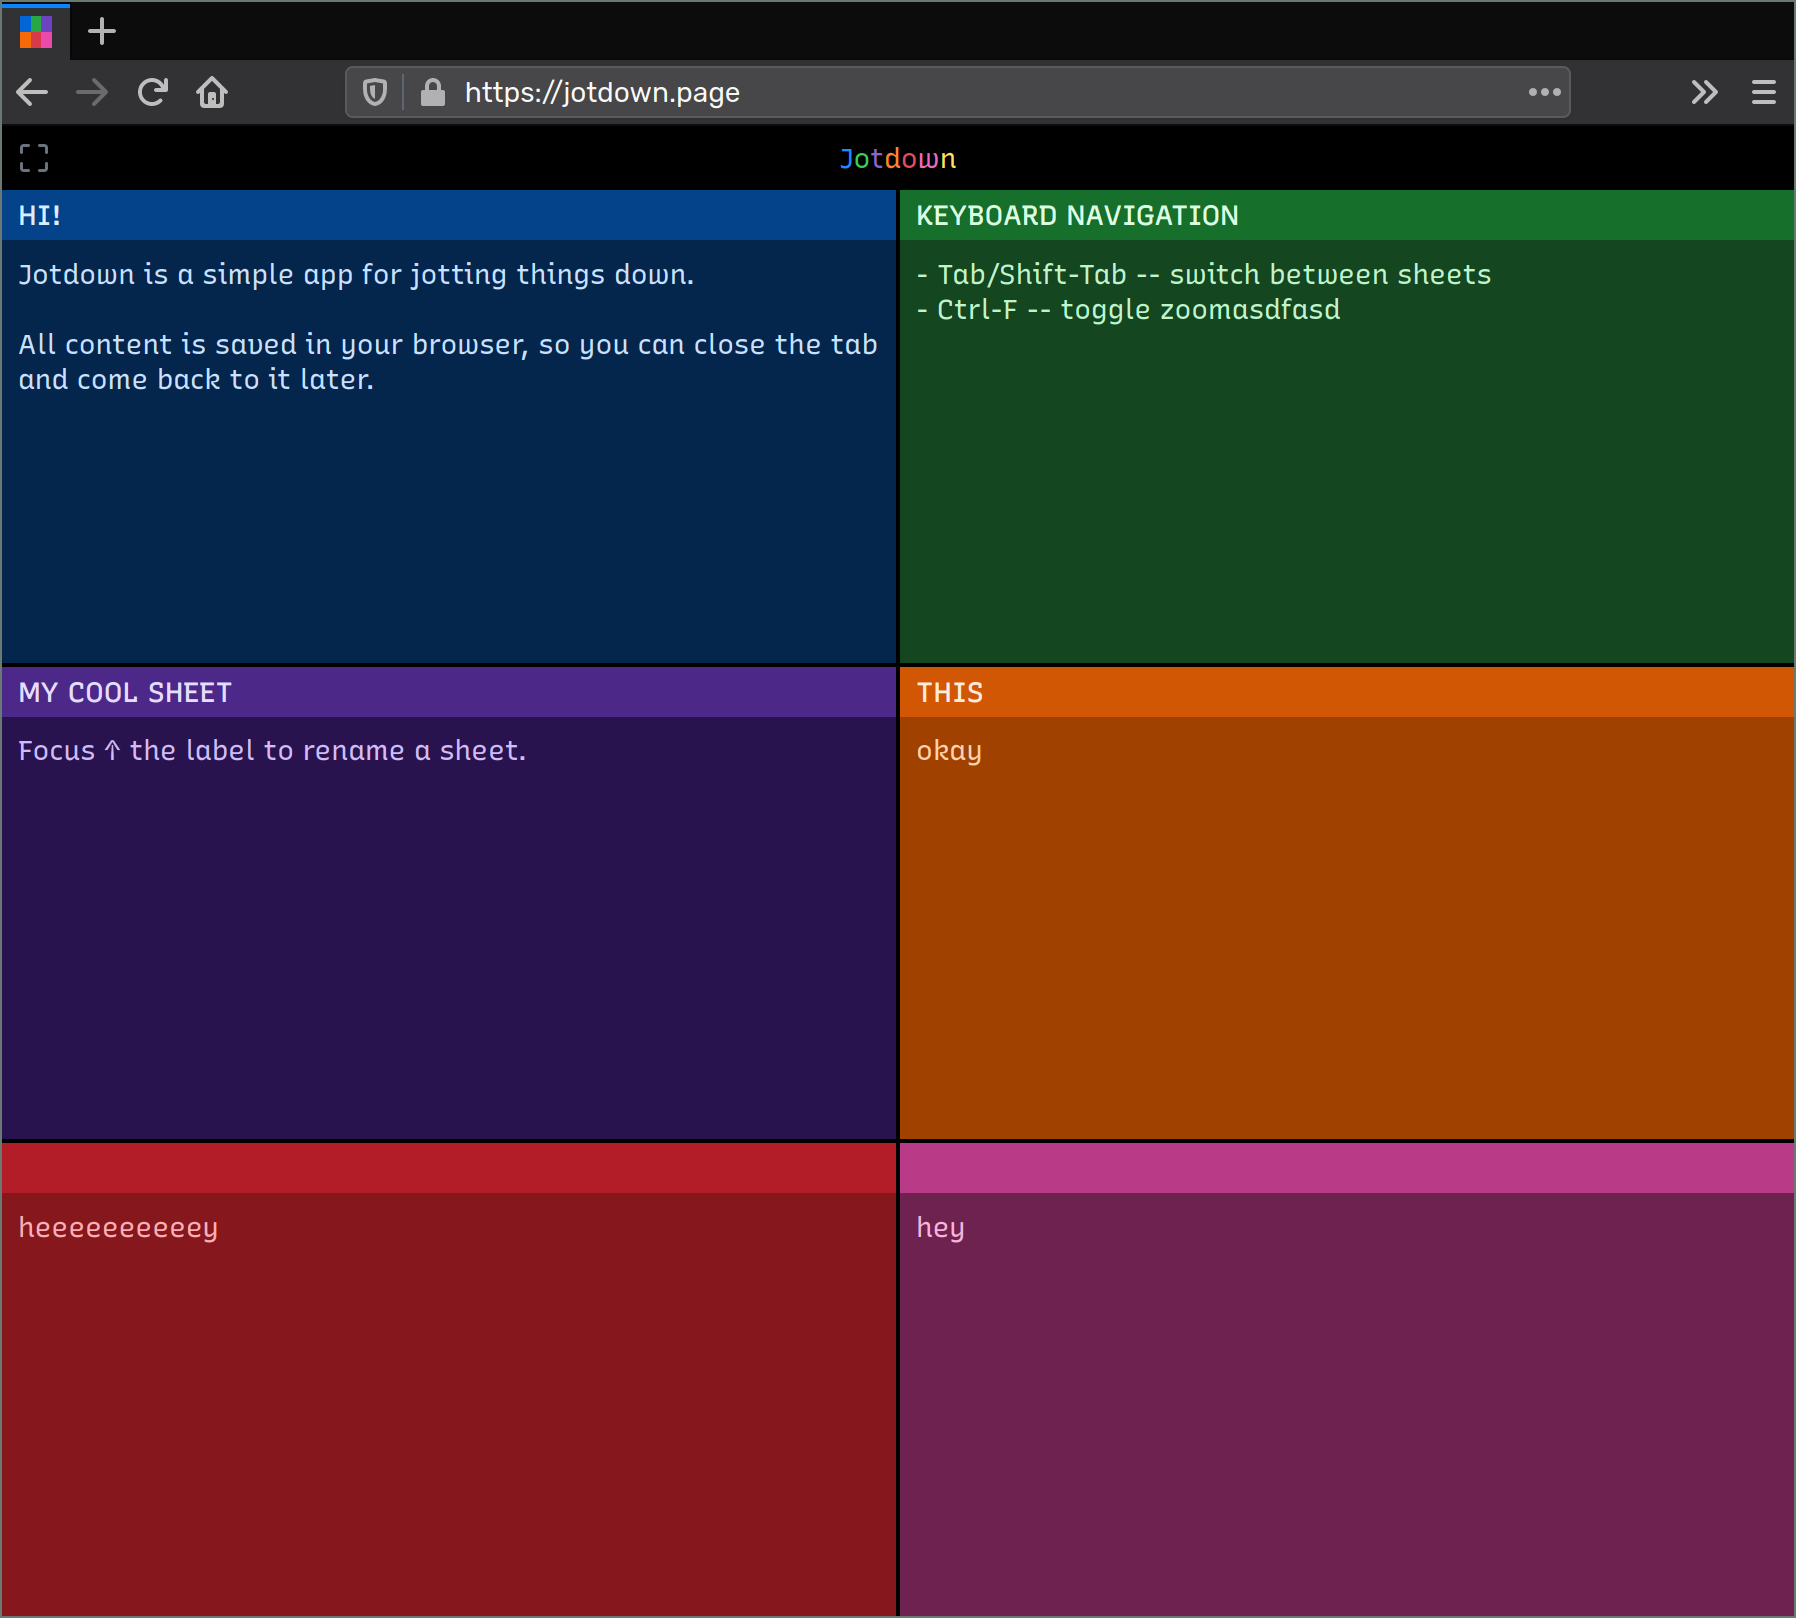 https://jotdown.page
Jotdown
HI!
Jotdown is a simple app for jotting things down.
All content is saved in your browser, so you can close the tab
and come back to it later.
KEYBOARD NAVIGATION
- Tab/Shift-Tab -- switch between sheets
- Ctrl-F -- toggle zoomasdfasd
MY COOL SHEET
Focus ↑ the label to rename a sheet.
THIS
okay
heeeeeeeeeey
hey